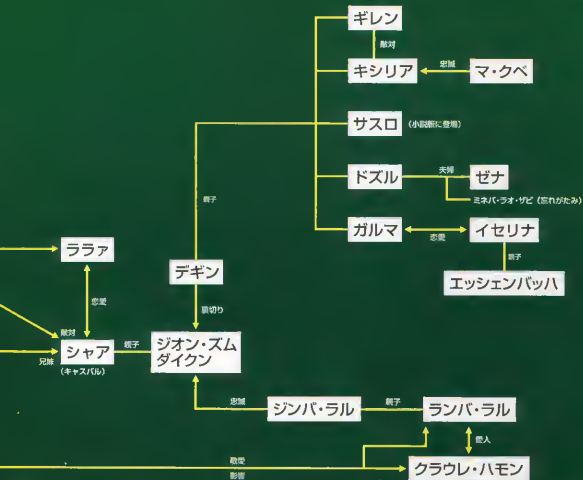 ギレン
敵対
キシリア
忠誠
マ・クベ
サスロ
(小説版に登場)
親子
ドズル
夫婦
ゼナ
ミネバ・ラオ・ザビ(忘れがたみ)
ガルマ
恋愛
イセリナ
親子
エッシェンバッハ
ララァ
恋愛
デギン
裏切り
敵対
兄妹
シャア
(キャスバル)
親子
ジオン・ズム
ダイクン
忠誠
ジンバ・ラル
親子
ランバ・ラル
愛人
敬愛
影響
クラウレ・ハモン